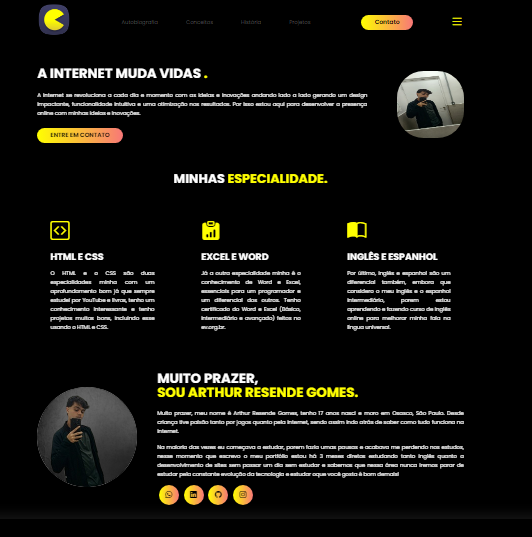 Autobiografia Conceitos História Projetos Contato
A INTERNET MUDA VIDAS .
A internet se revoluciona a cada dia e com as ideias e inovações andando lado a lado gerando um design
impactante, funcionalidade intuitiva e uma otimização nos resultados. Por isso estou aqui para desenvolver a presença
online com minhas ideias e inovações.
ENTRE EM CONTATO
MINHAS ESPECIALIDADE.
HTML E CSS
O HTML e o CSS são duas
especialidades minha com um
aprofundamento bom já que sempre
estudei por YouTube e livros, tenho um
conhecimento interessante e tenho
projetos muitos bons, incluindo esse
usando o HTML e CSS.
EXCEL E WORD
Já a outra especialidade minha é o
conhecimento de Word e Excel,
essenciais para um programador e
um diferencial dos outros. Tenho
certificado do Word e Excel (Básico,
intermediário e avançado) feitos na
ev.org.br.
INGLÊS E ESPANHOL
Por último, inglês e espanhol são um
diferencial também, embora que
considero o meu inglês e o espanhol
intermediário, porem estou
aprendendo e fazendo curso de inglês
online para melhorar minha fala na
língua universal.
MUITO PRAZER,
SOU ARTHUR RESENDE GOMES.
Muito prazer, meu nome é Arthur Resende Gomes, tenho 17 anos nasci e moro em Osasco, São Paulo. Desde
criança tive paixão tanto por jogos quanto pela internet, sendo assim indo atrás de saber como tudo funciona na
internet.
Na maioria das vezes eu começava a estudar, porem fazia umas pausas e acabava me perdendo nos estudos,
nesse momento que escrevo o meu portfólio estou há 3 meses diretos estudando tanto inglês quanto a
desenvolvimento de sites sem passar um dia sem estudar e sabemos que nessa área nunca iremos parar de
estudar pela constante evolução da tecnologia e estudar oque você gosta é bom demais!